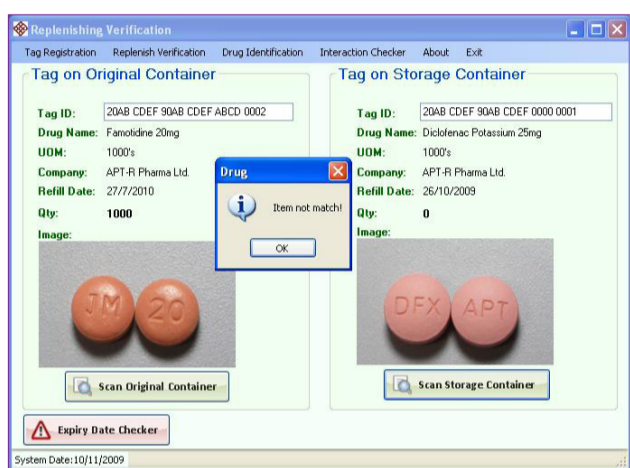 Replenishing Verification
Tag Registration Replenish Verification Drug Identification Interaction Checker About Exit
Tag on Original Container
Tag ID: 20AB CDEF 90AB CDEF ABCD 0002
Drug Name: Famotidine 20mg
UOM: 1000's
Company: APT-R Pharma Ltd.
Refill Date: 27/7/2010
Qty: 1000
Image:
JM 20
Scan Original Container
Tag on Storage Container
Tag ID: 20AB CDEF 90AB CDEF 0000 0001
Drug Name: Diclofenac Potassium 25mg
UOM: 1000's
Company: APT-R Pharma Ltd.
Refill Date: 26/10/2009
Qty: 0
Image:
DFX APT
Scan Storage Container
Drug
Item not match!
OK
Expiry Date Checker
System Date:10/11/2009